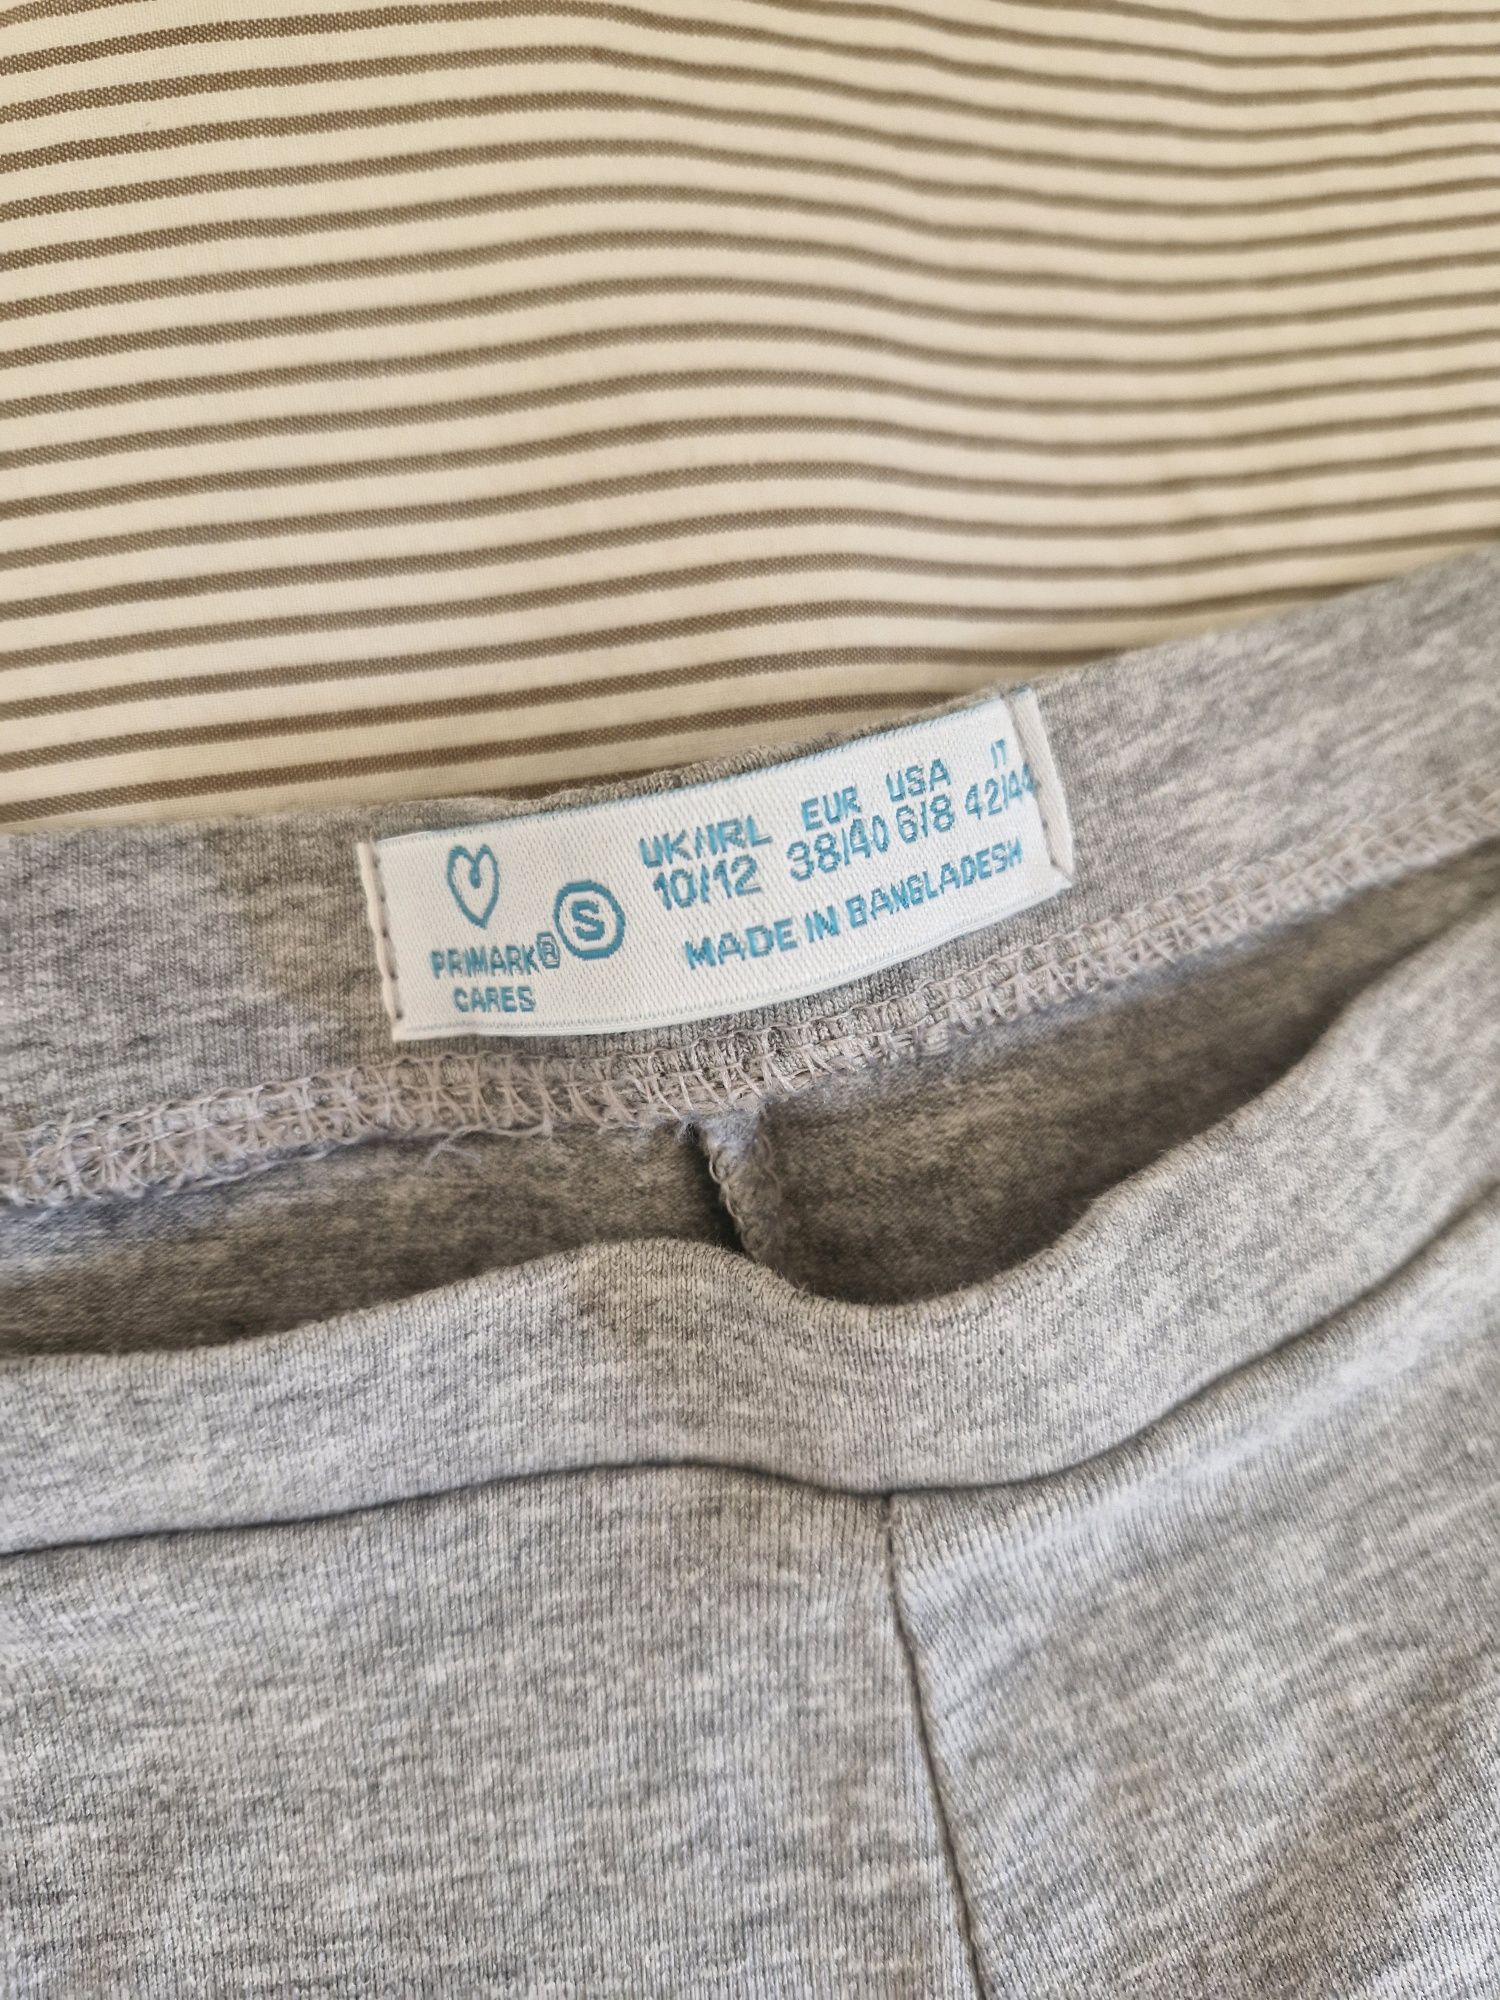 PRIMARK®
CARES
S
UK/IRL EUR USA IT
10/12 38/40 6/8 42/44
MADE IN BANGLADESH